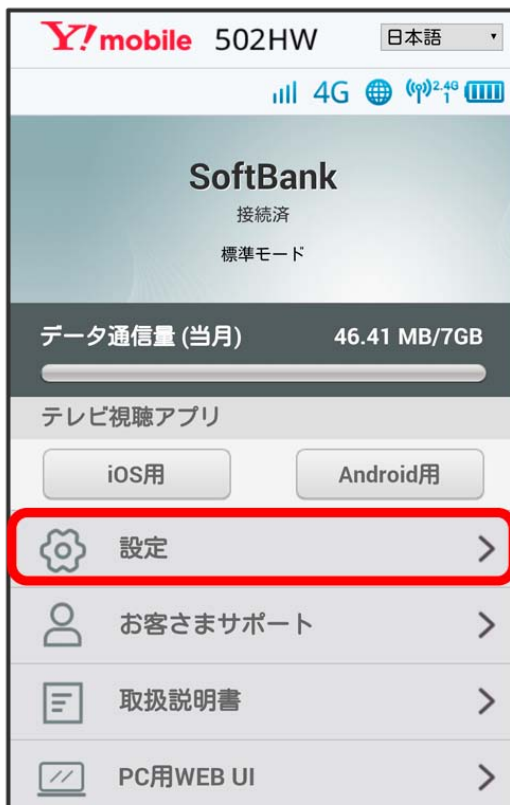 Y!mobile 502HW 日本語
4G 2.4G 1
SoftBank
接続済
標準モード
データ通信量 (当月) 46.41 MB/7GB
テレビ視聴アプリ
iOS用 Android用
設定
お客さまサポート
取扱説明書
PC用WEB UI